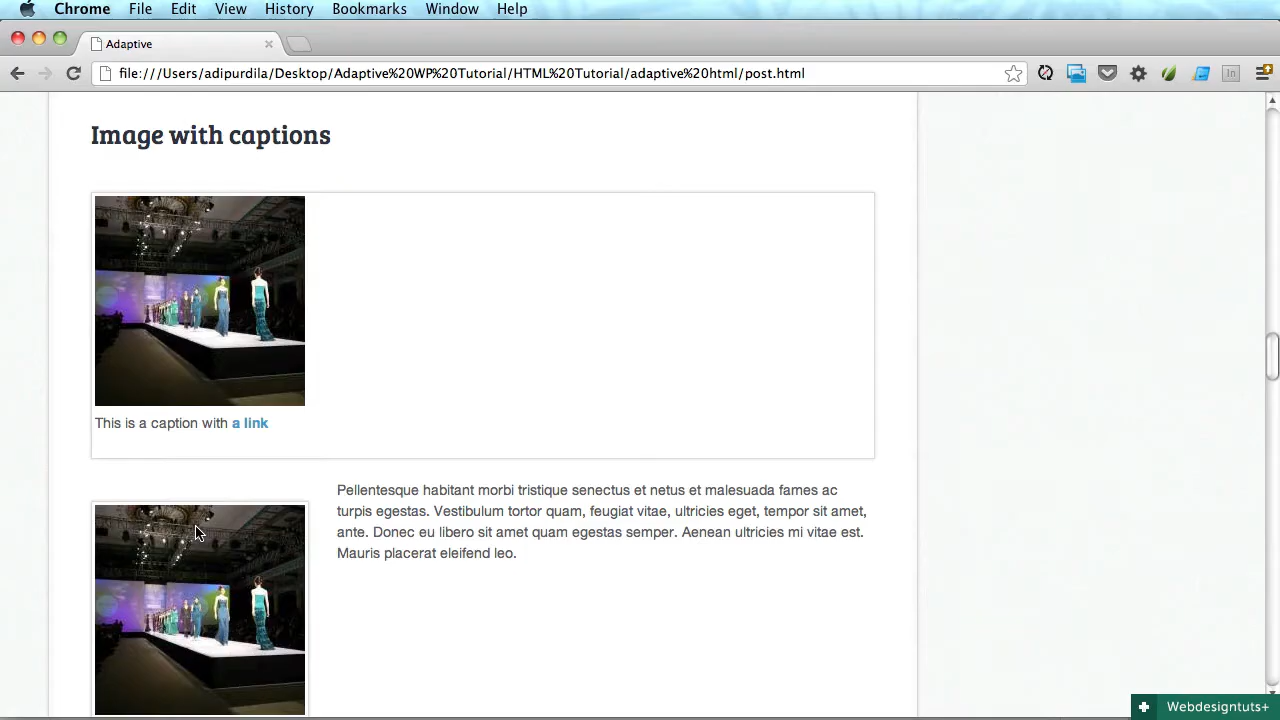 Chrome File Edit View History Bookmarks Window Help
Adaptive
file:///Users/adipurdila/Desktop/Adaptive%20WP%20Tutorial/HTML%20Tutorial/adaptive%20html/post.html
In
Image with captions
This is a caption with a link
Pellentesque habitant morbi tristique senectus et netus et malesuada fames ac
turpis egestas. Vestibulum tortor quam, feugiat vitae, ultricies eget, tempor sit amet,
ante. Donec eu libero sit amet quam egestas semper. Aenean ultricies mi vitae est.
Mauris placerat eleifend leo.
Webdesigntuts+